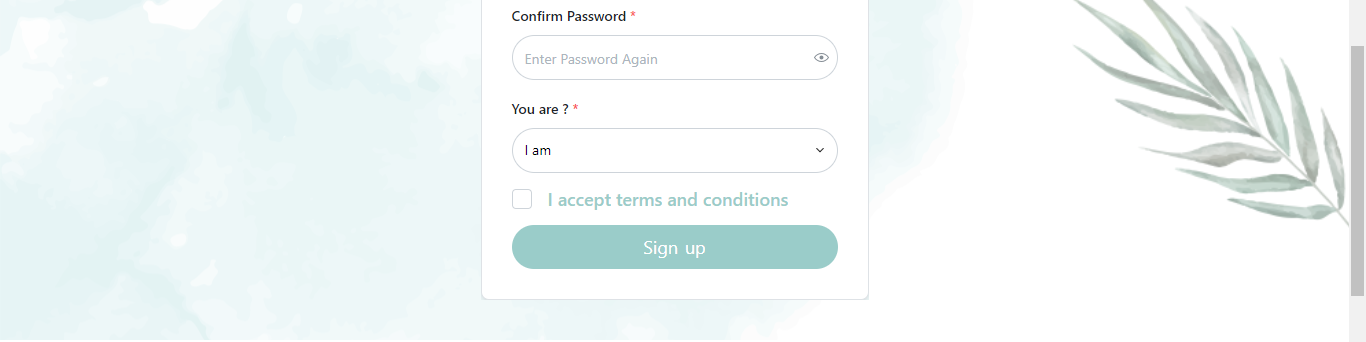 Confirm Password *
Enter Password Again
You are ? *
I am
I accept terms and conditions
Sign up